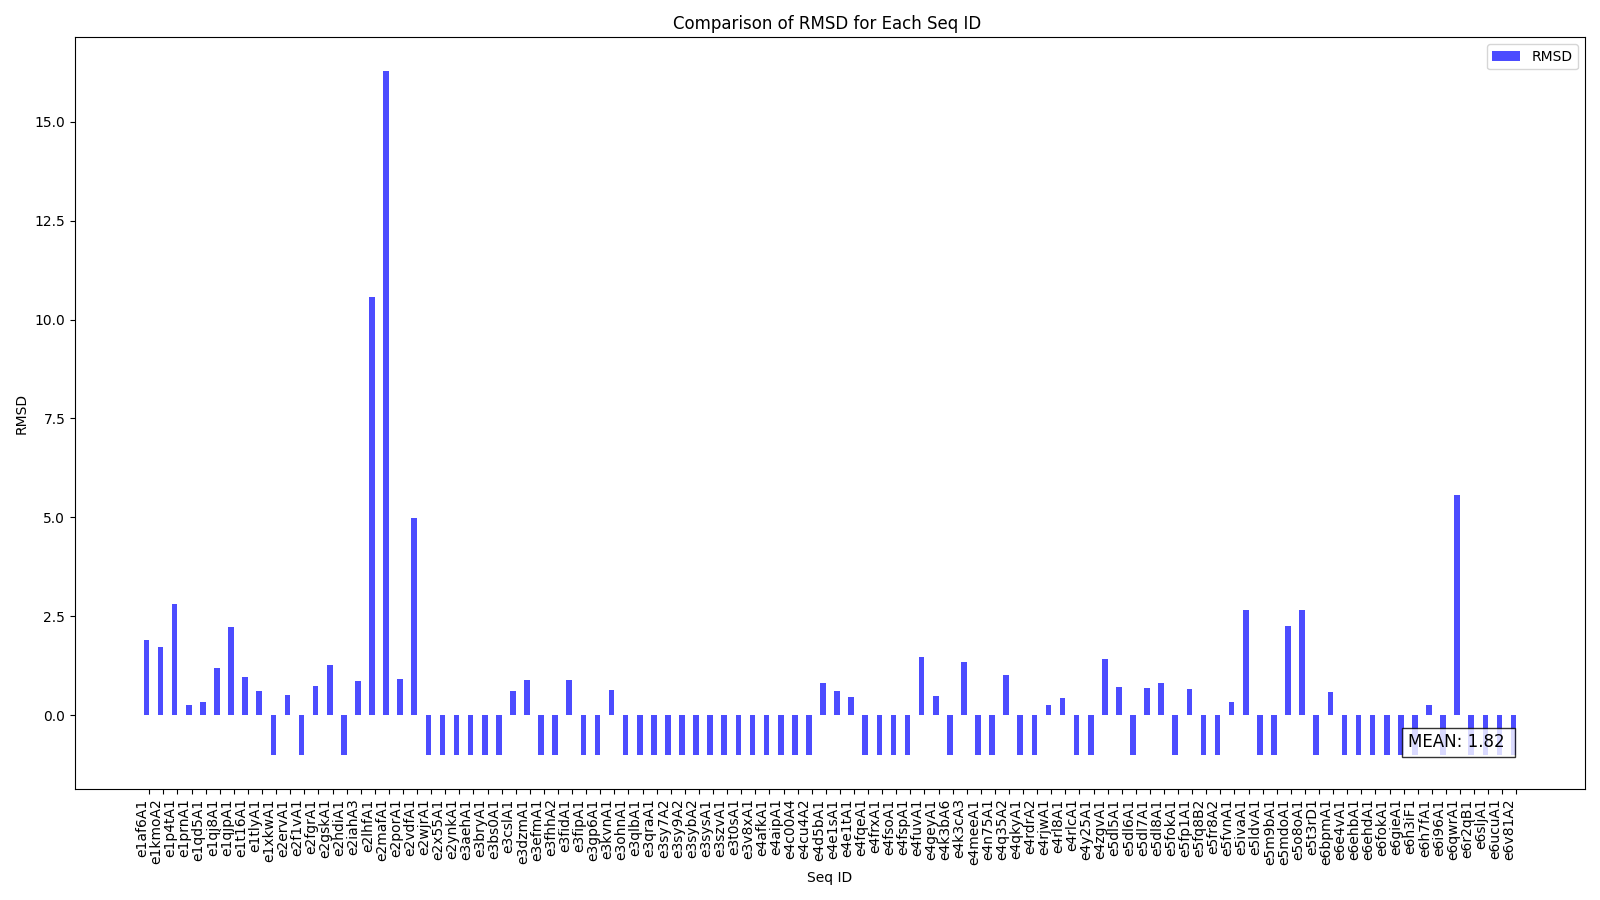 Comparison of RMSD for Each Seq ID
RMSD
15.0
12.5
10.0
7.5
5.0
2.5
0.0
RMSD
MEAN: 1.82
e1af6A1
e1kmoA2
e1p4tA1
e1prnA1
e1qd5A1
e1qj8A1
e1qjpA1
e1t16A1
e1tlyA1
e1xkwA1
e2ervA1
e2f1vA1
e2fgrA1
e2gskA1
e2hdiA1
e2iahA3
e2lhfA1
e2mafA1
e2porA1
e2vdfA1
e2wjrA1
e2x55A1
e2ynkA1
e3aehA1
e3bryA1
e3bs0A1
e3cslA1
e3dzmA1
e3efmA1
e3fhhA2
e3fidA1
e3fipA1
e3gp6A1
e3kvnA1
e3ohnA1
e3qlbA1
e3qraA1
e3sy7A2
e3sy9A2
e3sybA2
e3sysA1
e3szvA1
e3t0sA1
e3v8xA1
e4afkA1
e4aipA1
e4c00A4
e4cu4A2
e4d5bA1
e4e1sA1
e4e1tA1
e4fqeA1
e4frxA1
e4fsoA1
e4fspA1
e4fuvA1
e4geyA1
e4k3bA6
e4k3cA3
e4meeA1
e4n75A1
e4q35A2
e4qkyA1
e4rdrA2
e4rjwA1
e4rl8A1
e4rlcA1
e4y25A1
e4zgvA1
e5dl5A1
e5dl6A1
e5dl7A1
e5dl8A1
e5fokA1
e5fp1A1
e5fq8B2
e5fr8A2
e5fvnA1
e5ivaA1
e5ldvA1
e5m9bA1
e5mdoA1
e5o8oA1
e5t3rD1
e6bpmA1
e6e4vA1
e6ehbA1
e6ehdA1
e6fokA1
e6gieA1
e6h3iF1
e6h7fA1
e6i96A1
e6qwrA1
e6r2qB1
e6sljA1
e6ucuA1
e6v81A2
Seq ID